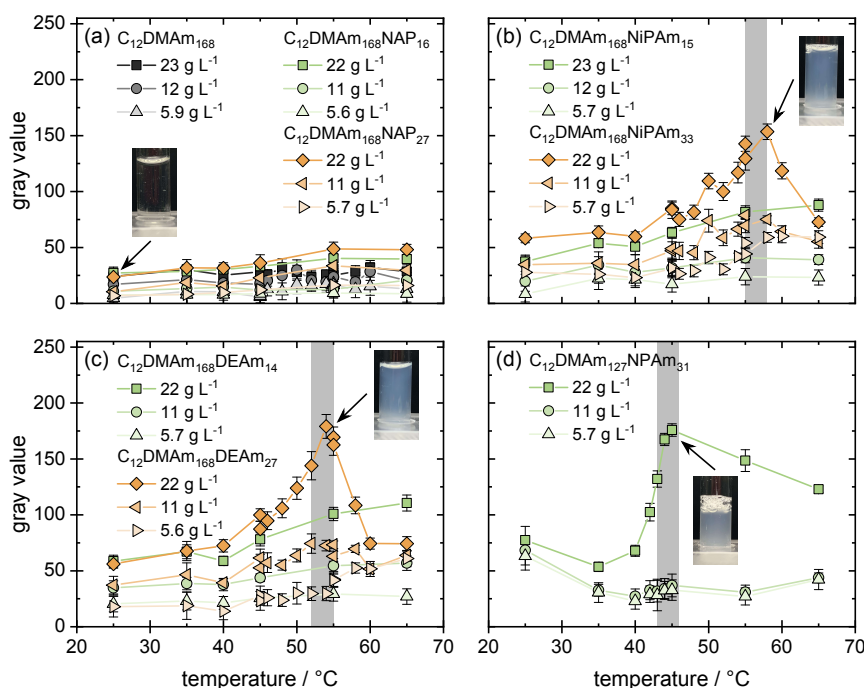 (a) C₁₂DMAm₁₆₈ C₁₂DMAm₁₆₈NAP₁₆
23 g L⁻¹ 22 g L⁻¹
12 g L⁻¹ 11 g L⁻¹
5.9 g L⁻¹ 5.6 g L⁻¹
C₁₂DMAm₁₆₈NAP₂₇
22 g L⁻¹
11 g L⁻¹
5.7 g L⁻¹
250
200
150
100
50
0
gray value
(b) C₁₂DMAm₁₆₈NiPAm₁₅
23 g L⁻¹
12 g L⁻¹
5.7 g L⁻¹
C₁₂DMAm₁₆₈NiPAm₃₃
22 g L⁻¹
11 g L⁻¹
5.7 g L⁻¹
(c) C₁₂DMAm₁₆₈DEAm₁₄
22 g L⁻¹
11 g L⁻¹
5.7 g L⁻¹
C₁₂DMAm₁₆₈DEAm₂₇
22 g L⁻¹
11 g L⁻¹
5.6 g L⁻¹
250
200
150
100
50
0
gray value
20 30 40 50 60 70
temperature / °C
(d) C₁₂DMAm₁₂₇NPAm₃₁
22 g L⁻¹
11 g L⁻¹
5.7 g L⁻¹
20 30 40 50 60 70
temperature / °C